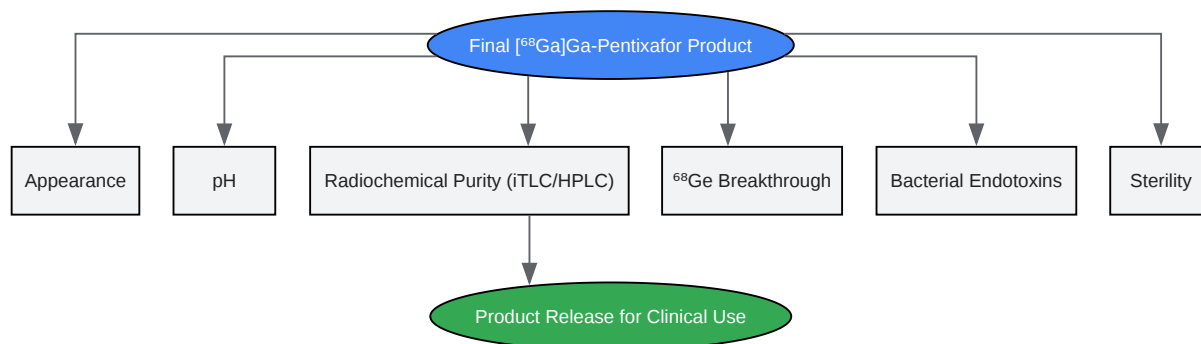 Final [⁶⁸Ga]Ga-Pentixafor Product
Appearance
pH
Radiochemical Purity (iTLC/HPLC)
⁶⁸Ge Breakthrough
Bacterial Endotoxins
Sterility
Product Release for Clinical Use